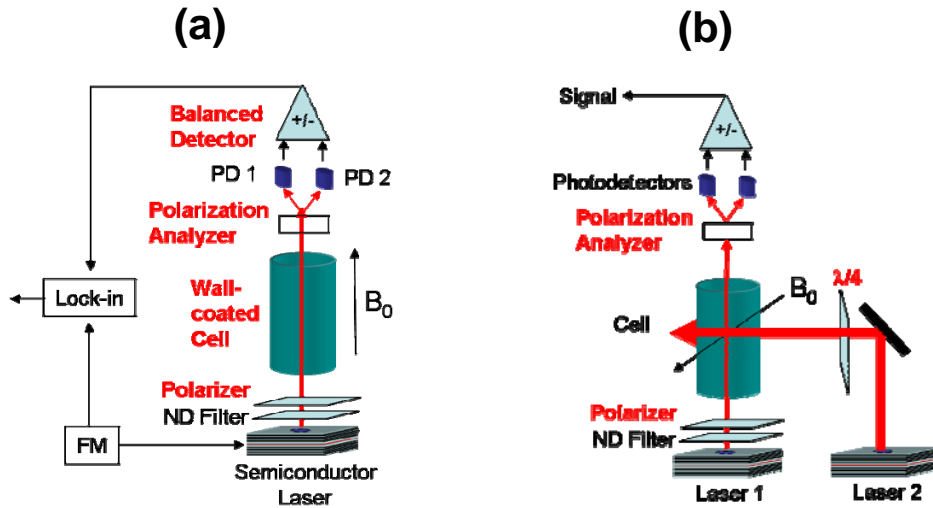 (a)
Balanced
Detector
+/-
PD 1
PD 2
Polarization
Analyzer
Lock-in
Wall-
coated
Cell
B0
Polarizer
ND Filter
FM
Semiconductor
Laser
(b)
Signal
+/-
Photodetectors
Polarization
Analyzer
λ/4
B0
Cell
Polarizer
ND Filter
Laser 1
Laser 2